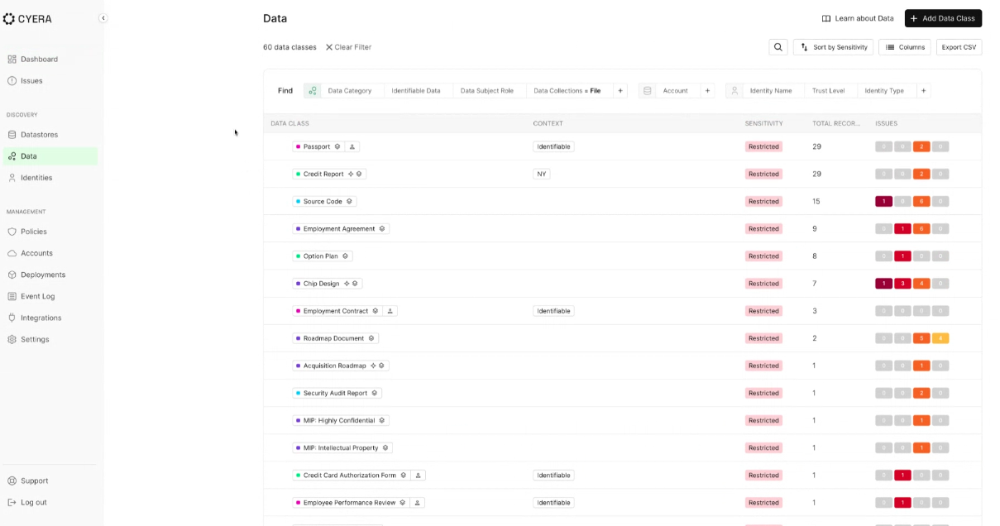 CYERA
Dashboard
Issues
DISCOVERY
Datastores
Data
Identities
MANAGEMENT
Policies
Accounts
Deployments
Event Log
Integrations
Settings
Support
Log out
Data
Learn about Data
+ Add Data Class
60 data classes
Clear Filter
Sort by Sensitivity
Columns
Export CSV
Find
Data Category
Identifiable Data
Data Subject Role
Data Collections = File
+
Account
+
Identity Name
Trust Level
Identity Type
+
DATA CLASS CONTEXT SENSITIVITY TOTAL RECOR... ISSUES
Passport Identifiable Restricted 29 0 0 2 0
Credit Report NY Restricted 29 0 0 2 0
Source Code Restricted 15 1 0 6 0
Employment Agreement Restricted 9 0 1 6 0
Option Plan Restricted 8 0 1 0 0
Chip Design Restricted 7 1 3 4 0
Employment Contract Identifiable Restricted 3 0 0 0 0
Roadmap Document Restricted 2 0 0 5 4
Acquisition Roadmap Restricted 1 0 0 1 0
Security Audit Report Restricted 1 0 0 2 0
MIP: Highly Confidential Restricted 1 0 0 1 0
MIP: Intellectual Property Restricted 1 0 0 1 0
Credit Card Authorization Form Identifiable Restricted 1 0 1 0 0
Employee Performance Review Identifiable Restricted 1 0 1 0 0